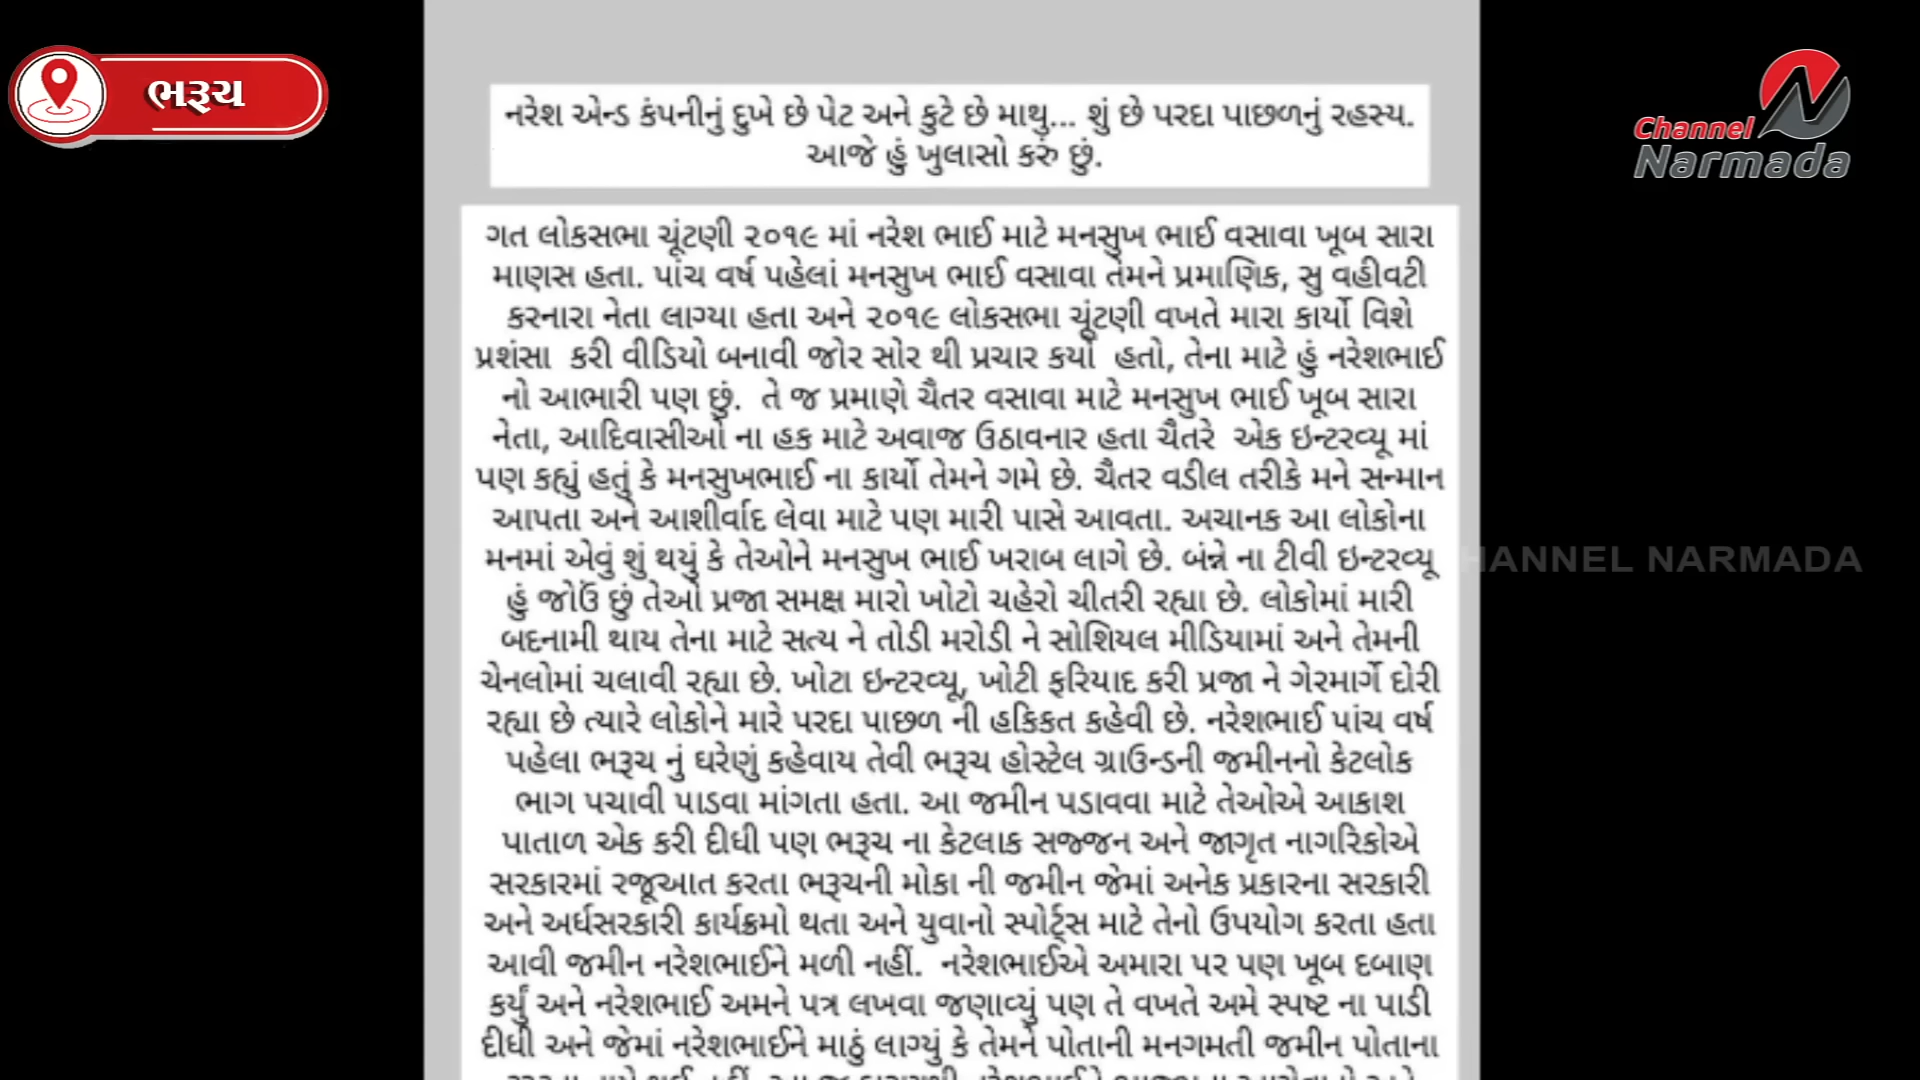 ભરૂચ
Channel
Narmada
નરેશ એન્ડ કંપનીનું દુખે છે પેટ અને કુટે છે માથુ... શું છે પરદા પાછળનું રહસ્ય.
આજે હું ખુલાસો કરું છું.
ગત લોકસભા ચૂંટણી ૨૦૧૯ માં નરેશ ભાઈ માટે મનસુખ ભાઈ વસાવા ખૂબ સારા
માણસ હતા. પાંચ વર્ષ પહેલાં મનસુખ ભાઈ વસાવા તેમને પ્રમાણિક, સુ વહીવટી
કરનારા નેતા લાગ્યા હતા અને ૨૦૧૯ લોકસભા ચૂંટણી વખતે મારા કાર્યો વિશે
પ્રશંસા કરી વીડિયો બનાવી જોર સોર થી પ્રચાર કર્યો હતો, તેના માટે હું નરેશભાઈ
નો આભારી પણ છું. તે જ પ્રમાણે ચૈતર વસાવા માટે મનસુખ ભાઈ ખૂબ સારા
નેતા, આદિવાસીઓ ના હક માટે અવાજ ઉઠાવનાર હતા ચૈતરે એક ઇન્ટરવ્યૂ માં
પણ કહ્યું હતું કે મનસુખભાઈ ના કાર્યો તેમને ગમે છે. ચૈતર વડીલ તરીકે મને સન્માન
આપતા અને આશીર્વાદ લેવા માટે પણ મારી પાસે આવતા. અચાનક આ લોકોના
મનમાં એવું શું થયું કે તેઓને મનસુખ ભાઈ ખરાબ લાગે છે. બંન્ને ના ટીવી ઇન્ટરવ્યૂ
હું જોઉં છું તેઓ પ્રજા સમક્ષ મારો ખોટો ચહેરો ચીતરી રહ્યા છે. લોકોમાં મારી
બદનામી થાય તેના માટે સત્ય ને તોડી મરોડી ને સોશિયલ મીડિયામાં અને તેમની
ચેનલોમાં ચલાવી રહ્યા છે. ખોટા ઇન્ટરવ્યૂ, ખોટી ફરિયાદ કરી પ્રજા ને ગેરમાર્ગે દોરી
રહ્યા છે ત્યારે લોકોને મારે પરદા પાછળ ની હકિકત કહેવી છે. નરેશભાઈ પાંચ વર્ષ
પહેલા ભરૂચ નું ઘરેણું કહેવાય તેવી ભરૂચ હોસ્ટેલ ગ્રાઉન્ડની જમીનનો કેટલોક
ભાગ પચાવી પાડવા માંગતા હતા. આ જમીન પડાવવા માટે તેઓએ આકાશ
પાતાળ એક કરી દીધી પણ ભરૂચ ના કેટલાક સજ્જન અને જાગૃત નાગરિકોએ
સરકારમાં રજૂઆત કરતા ભરૂચની મોકા ની જમીન જેમાં અનેક પ્રકારના સરકારી
અને અર્ધસરકારી કાર્યક્રમો થતા અને યુવાનો સ્પોર્ટ્સ માટે તેનો ઉપયોગ કરતા હતા
આવી જમીન નરેશભાઈને મળી નહીં. નરેશભાઈએ અમારા પર પણ ખૂબ દબાણ
કર્યું અને નરેશભાઈ અમને પત્ર લખવા જણાવ્યું પણ તે વખતે અમે સ્પષ્ટ ના પાડી
દીધી અને જેમાં નરેશભાઈને માઠું લાગ્યું કે તેમને પોતાની મનગમતી જમીન પોતાના
HANNEL NARMADA